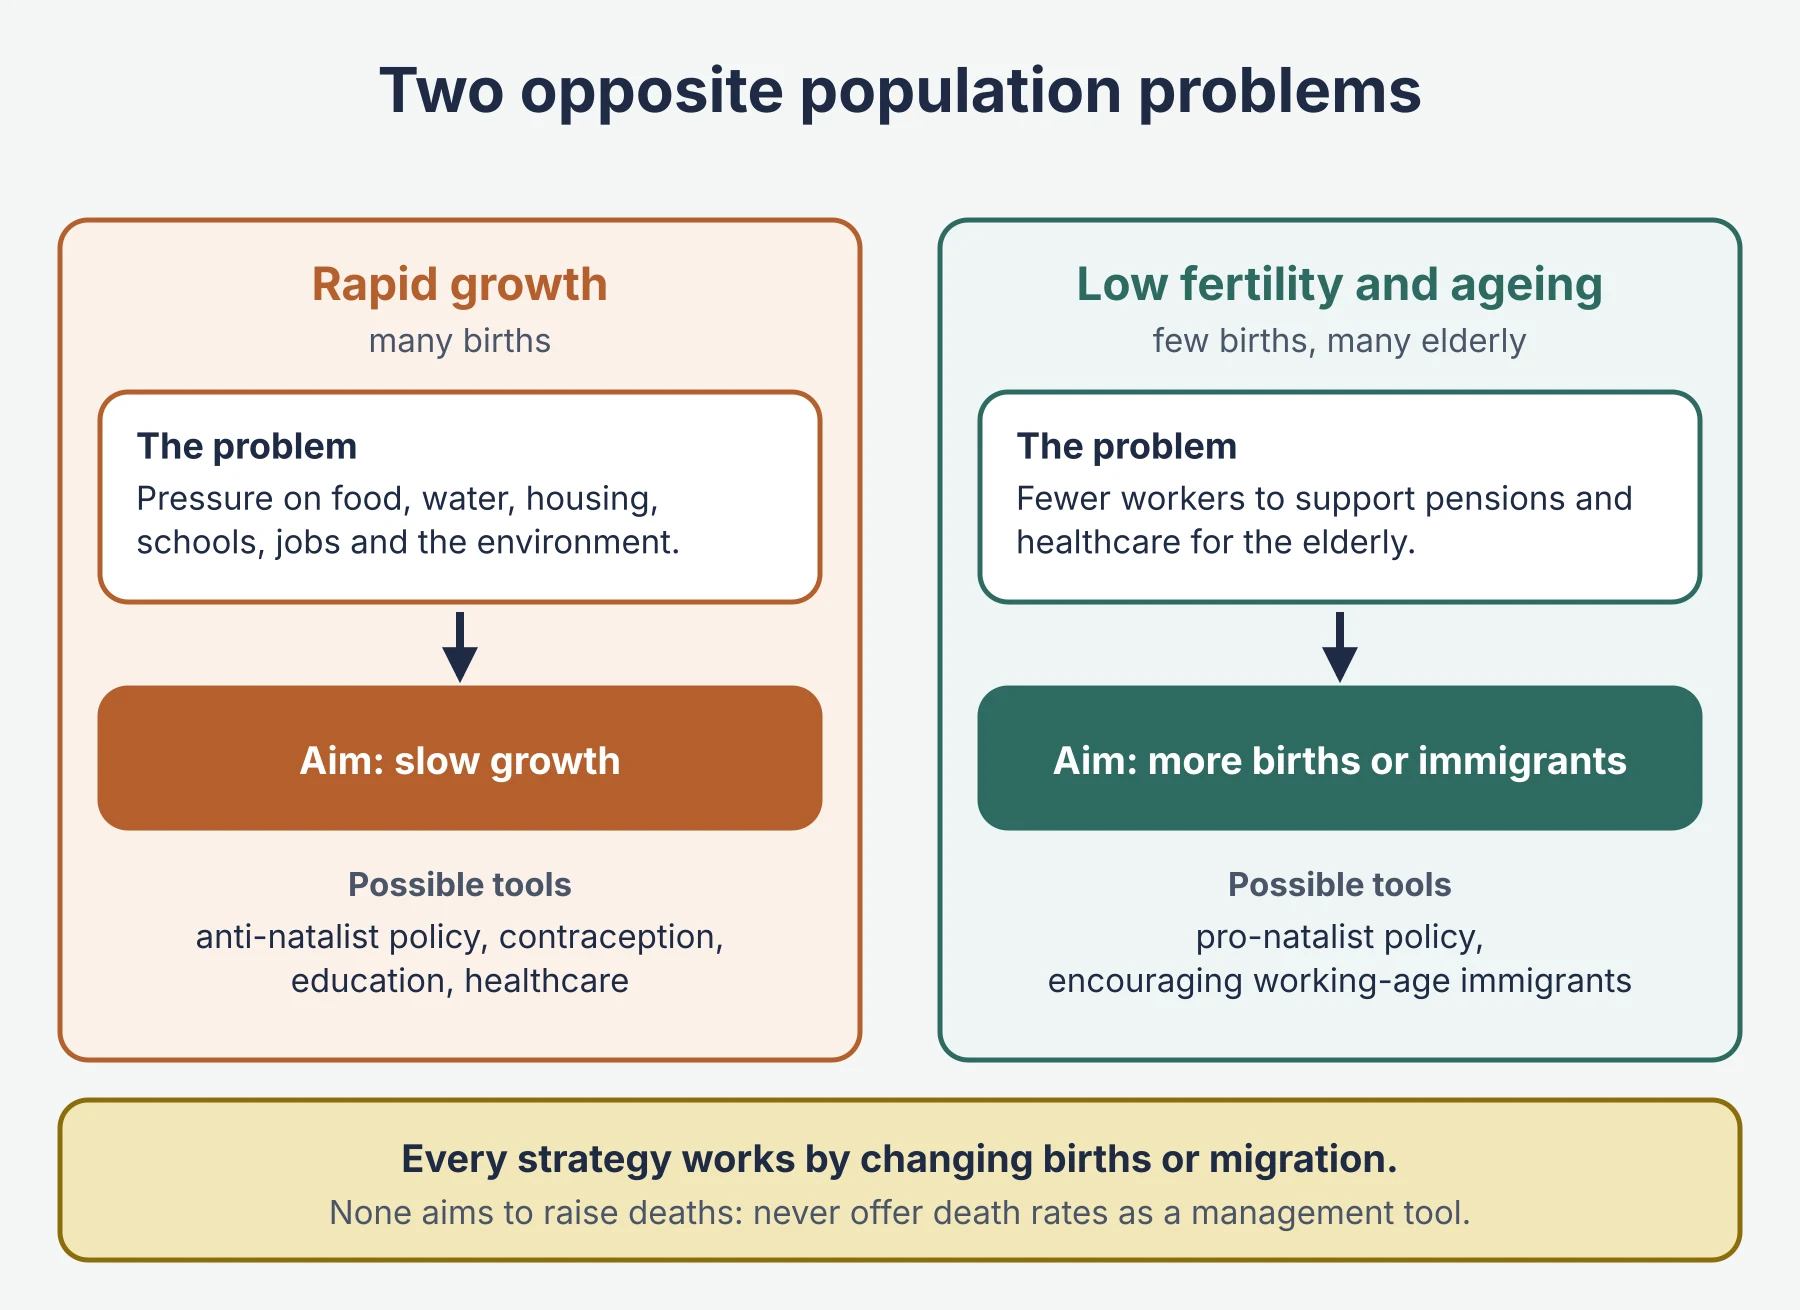 Two opposite population problems
Rapid growth
many births
The problem
Pressure on food, water, housing,
schools, jobs and the environment.
Aim: slow growth
Possible tools
anti-natalist policy, contraception,
education, healthcare
Low fertility and ageing
few births, many elderly
The problem
Fewer workers to support pensions and
healthcare for the elderly.
Aim: more births or immigrants
Possible tools
pro-natalist policy,
encouraging working-age immigrants
Every strategy works by changing births or migration.
None aims to raise deaths: never offer death rates as a management tool.